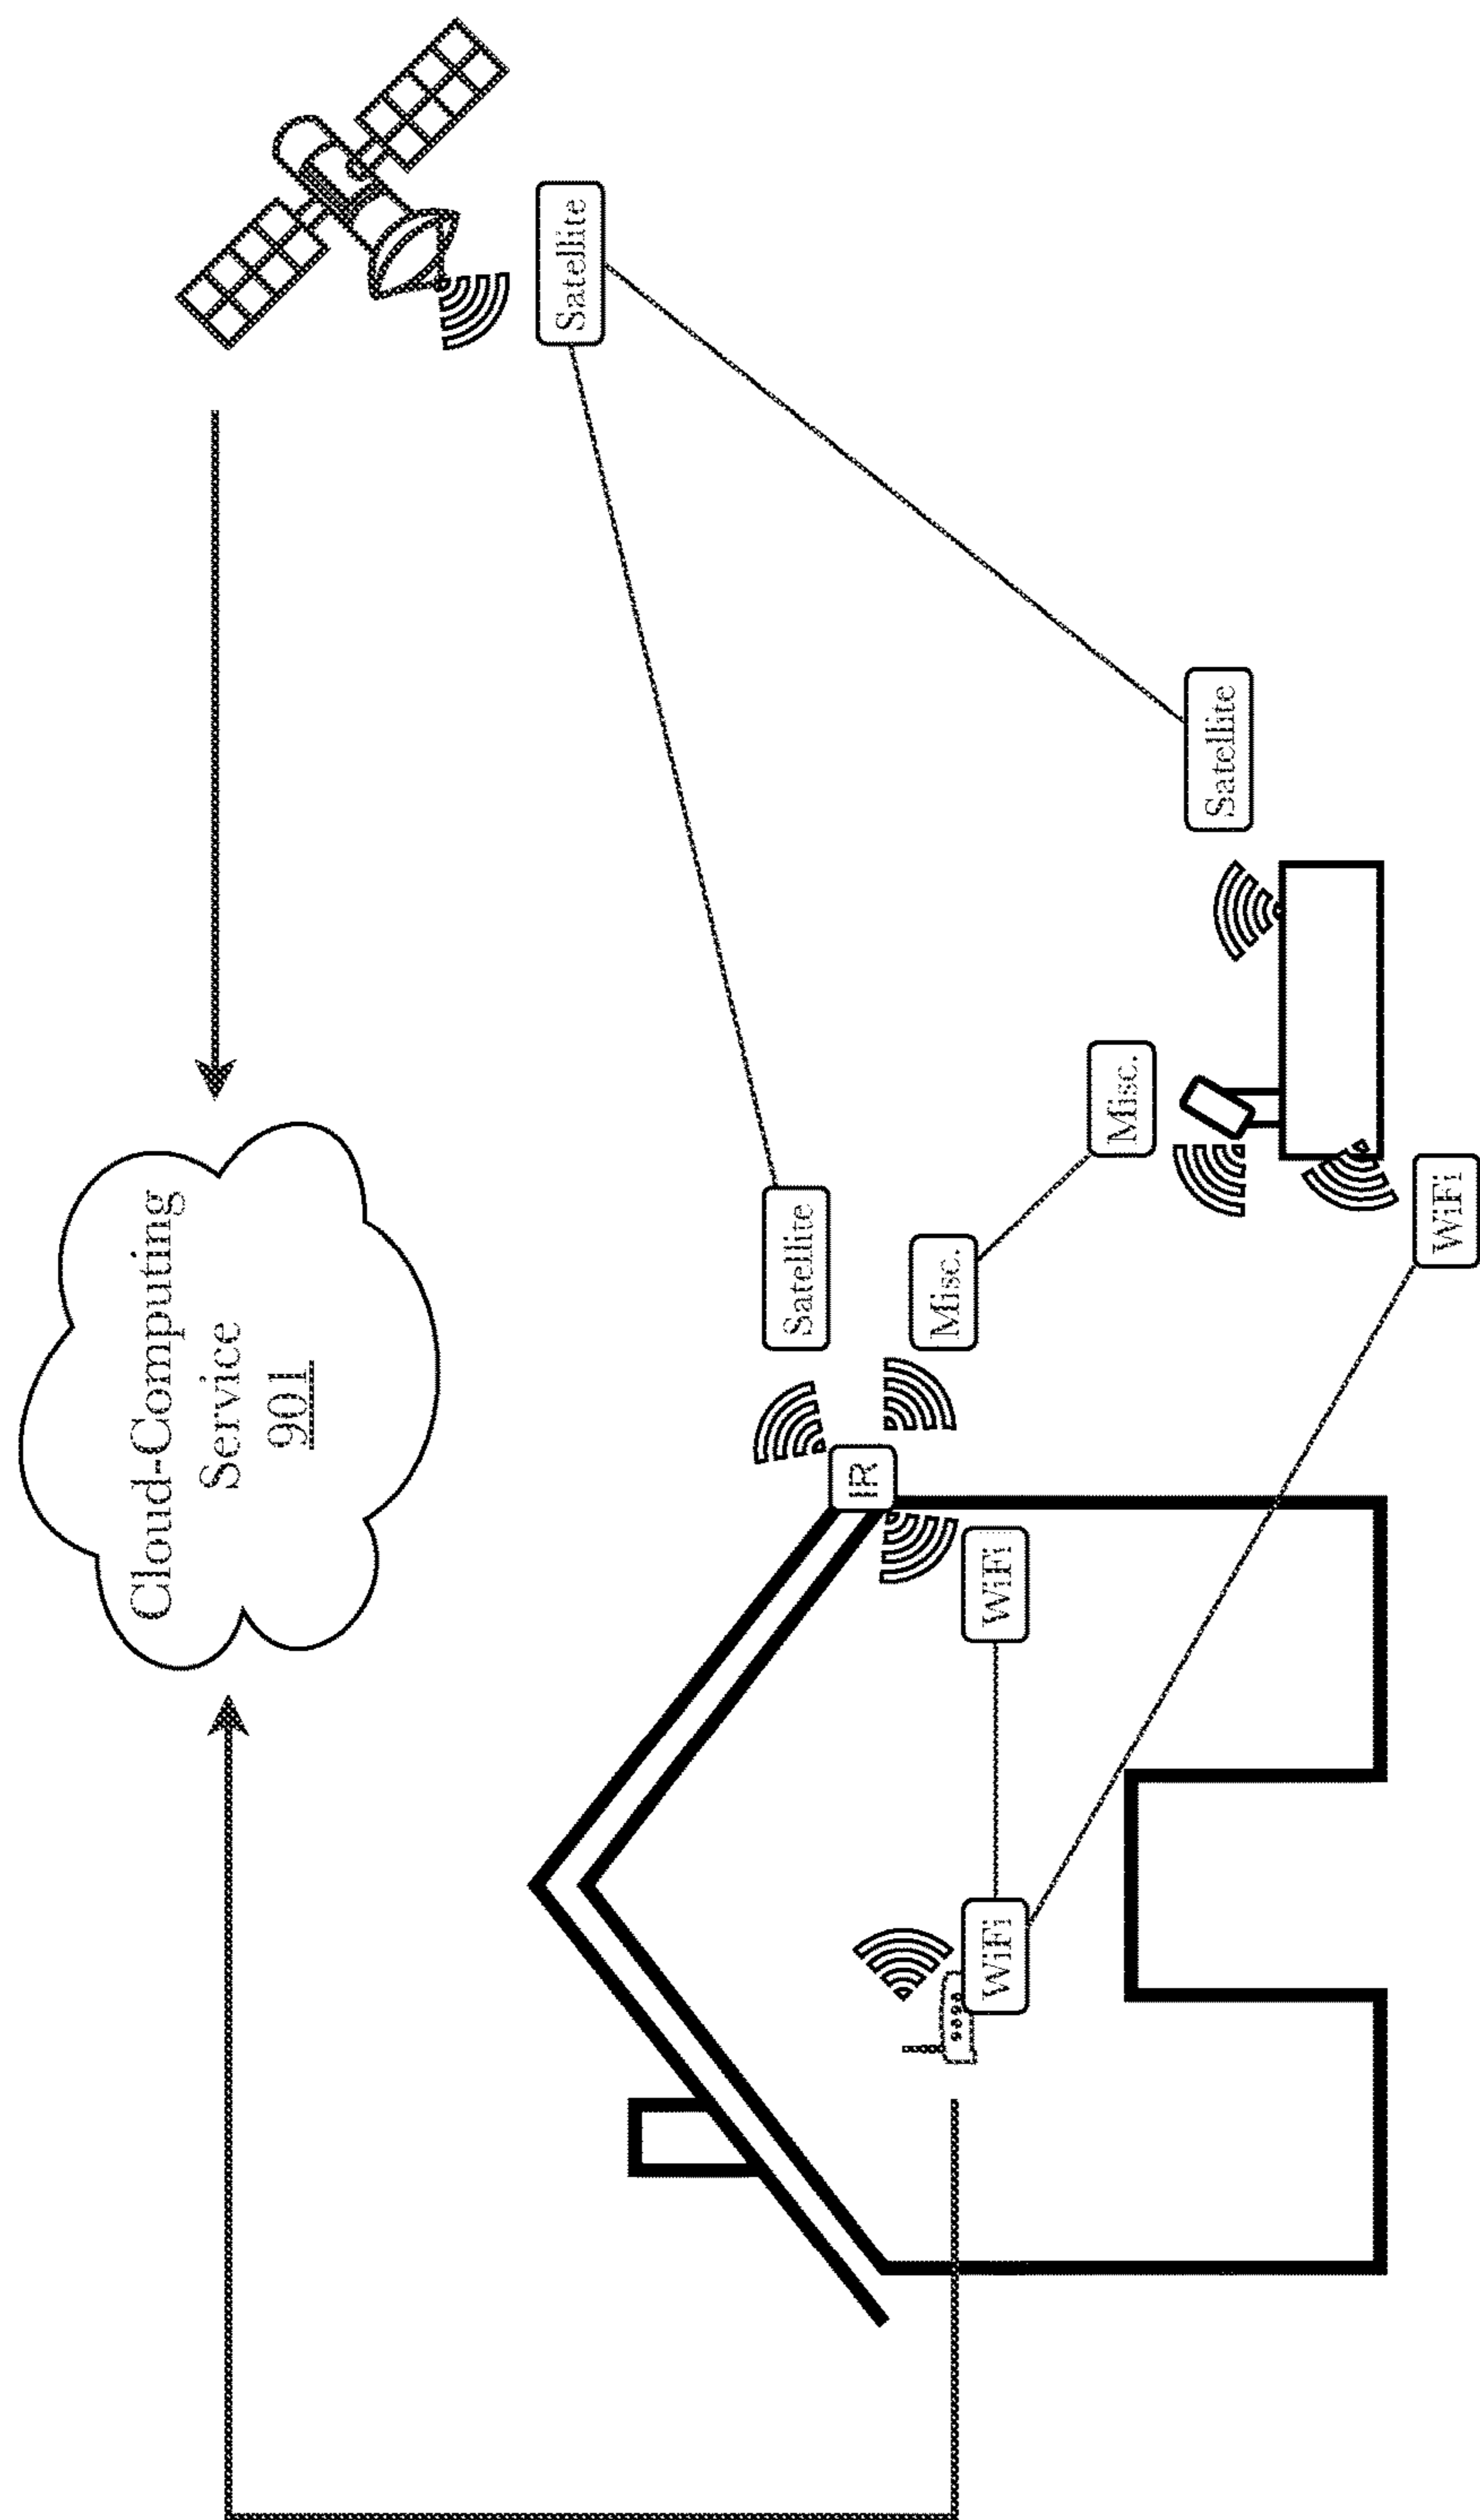 Cloud-Computing
Service
901
Satellite
Satellite
Satellite
Misc.
Misc.
IR
WiFi
WiFi
WiFi